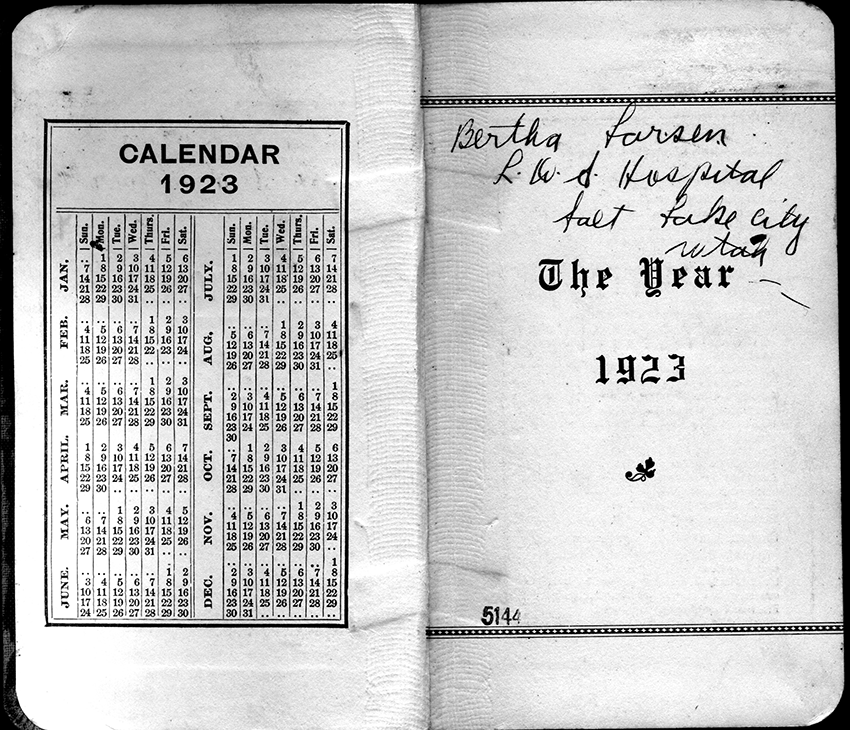 CALENDAR
1923
Sun. Mon. Tue. Wed. Thurs. Fri. Sat.
JAN.
.. 1 2 3 4 5 6
7 8 9 10 11 12 13
14 15 16 17 18 19 20
21 22 23 24 25 26 27
28 29 30 31 .. .. ..
FEB.
.. .. .. .. 1 2 3
4 5 6 7 8 9 10
11 12 13 14 15 16 17
18 19 20 21 22 23 24
25 26 27 28 .. .. ..
MAR.
.. .. .. .. 1 2 3
4 5 6 7 8 9 10
11 12 13 14 15 16 17
18 19 20 21 22 23 24
25 26 27 28 29 30 31
APRIL.
1 2 3 4 5 6 7
8 9 10 11 12 13 14
15 16 17 18 19 20 21
22 23 24 25 26 27 28
29 30 .. .. .. .. ..
MAY.
.. .. 1 2 3 4 5
6 7 8 9 10 11 12
13 14 15 16 17 18 19
20 21 22 23 24 25 26
27 28 29 30 31 .. ..
JUNE.
.. .. .. .. .. 1 2
3 4 5 6 7 8 9
10 11 12 13 14 15 16
17 18 19 20 21 22 23
24 25 26 27 28 29 30
Sun. Mon. Tue. Wed. Thurs. Fri. Sat.
JULY.
1 2 3 4 5 6 7
8 9 10 11 12 13 14
15 16 17 18 19 20 21
22 23 24 25 26 27 28
29 30 31 .. .. .. ..
AUG.
.. .. .. 1 2 3 4
5 6 7 8 9 10 11
12 13 14 15 16 17 18
19 20 21 22 23 24 25
26 27 28 29 30 31 ..
SEPT.
.. .. .. .. .. .. 1
2 3 4 5 6 7 8
9 10 11 12 13 14 15
16 17 18 19 20 21 22
23 24 25 26 27 28 29
30 .. .. .. .. .. ..
OCT.
.. 1 2 3 4 5 6
7 8 9 10 11 12 13
14 15 16 17 18 19 20
21 22 23 24 25 26 27
28 29 30 31 .. .. ..
NOV.
.. .. .. .. 1 2 3
4 5 6 7 8 9 10
11 12 13 14 15 16 17
18 19 20 21 22 23 24
25 26 27 28 29 30 ..
DEC.
.. .. .. .. .. .. 1
2 3 4 5 6 7 8
9 10 11 12 13 14 15
16 17 18 19 20 21 22
23 24 25 26 27 28 29
30 31 .. .. .. .. ..
Bertha Larsen.
L. D. S. Hospital
Salt Lake City
Utah
The Year
1923
5144